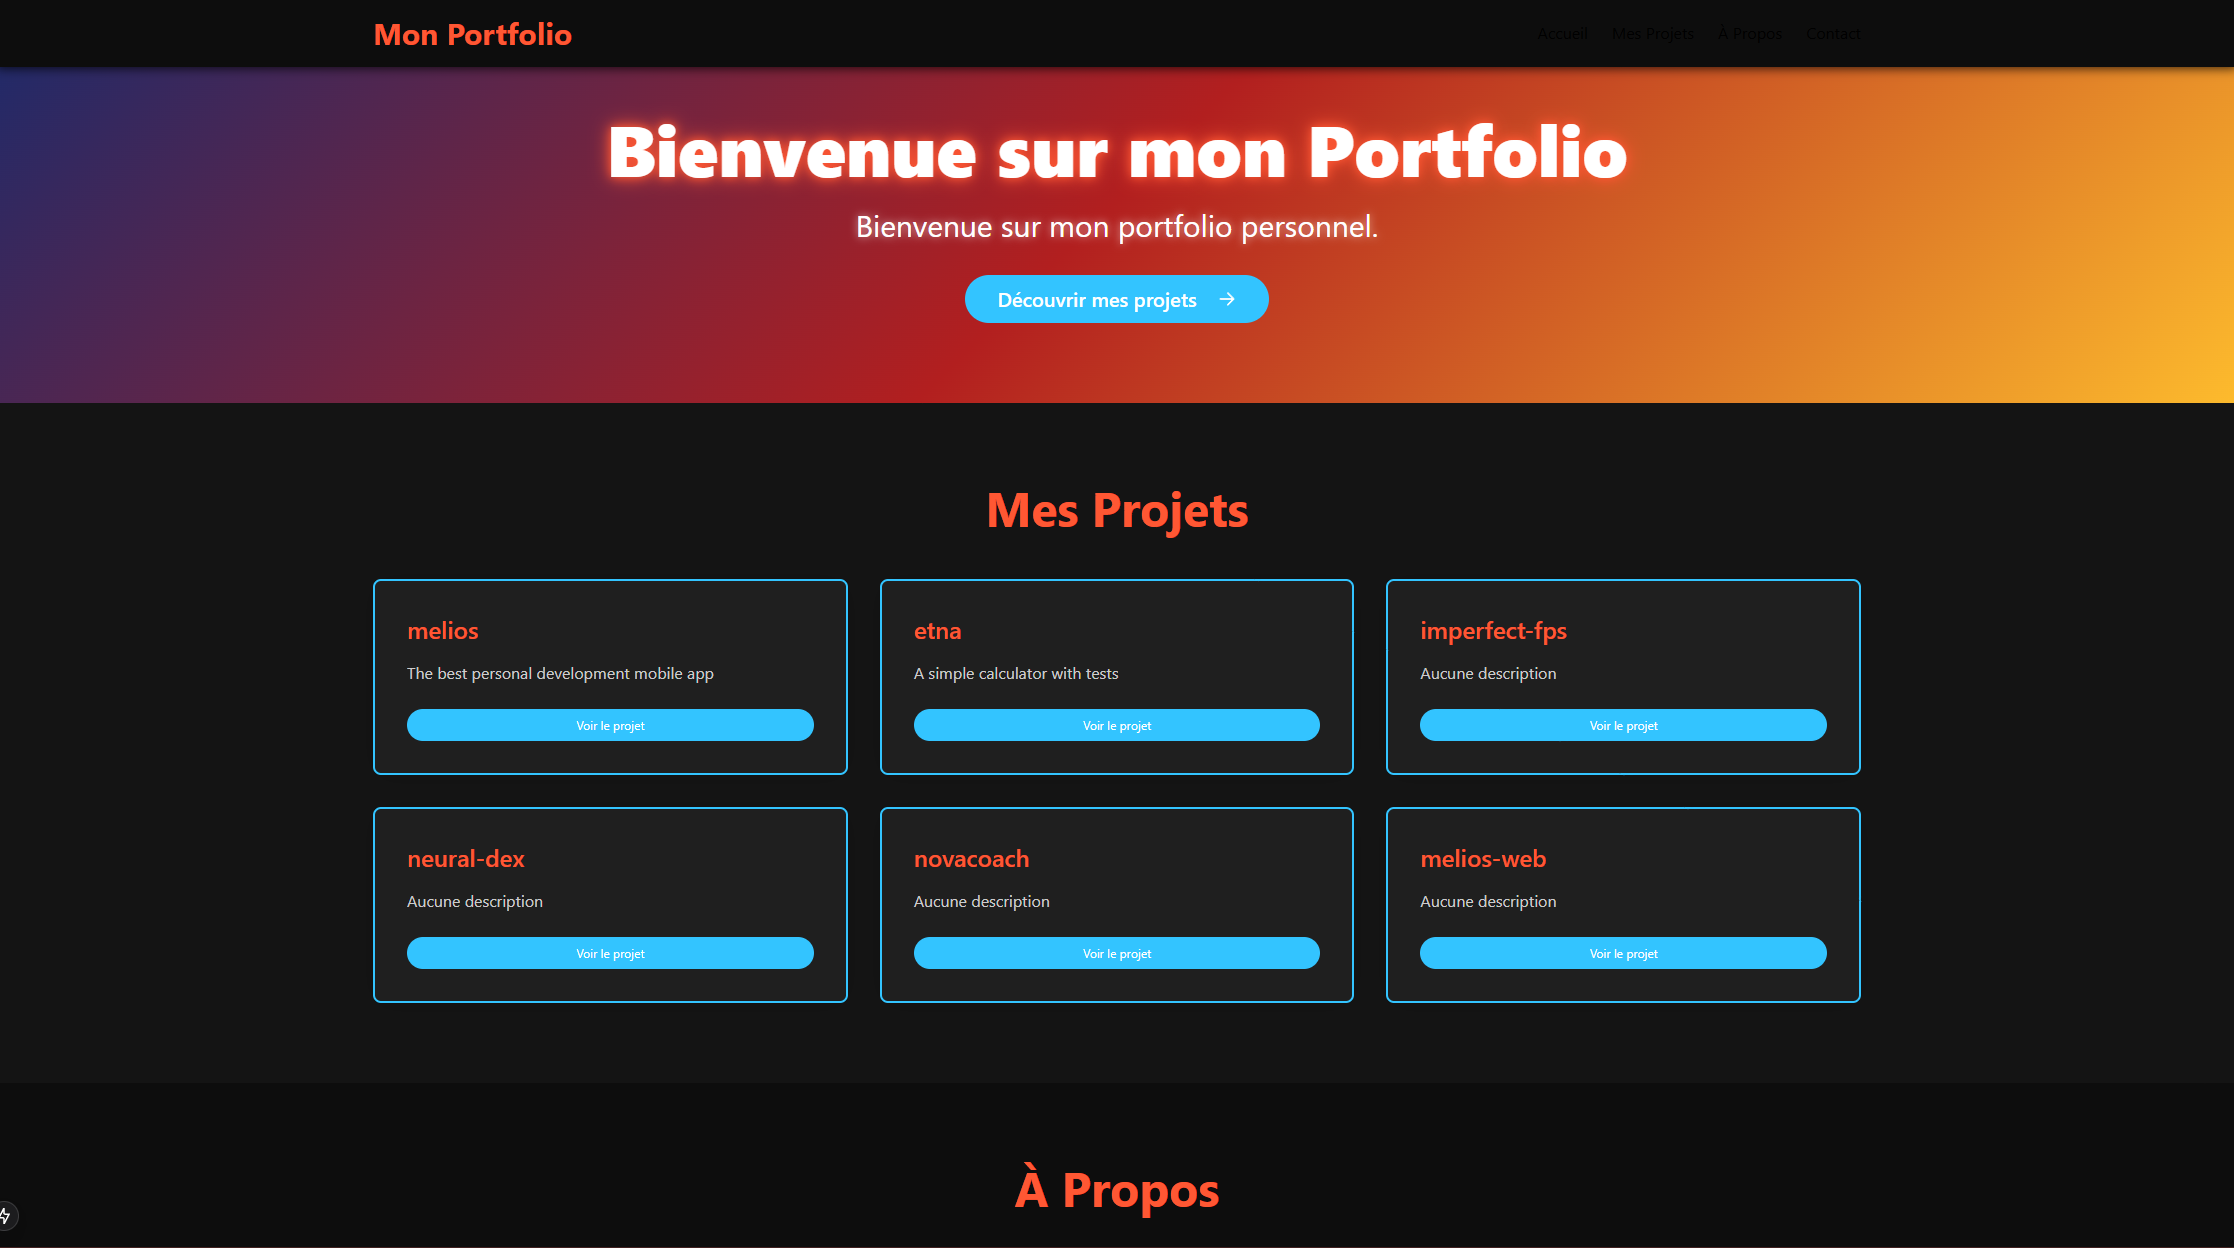 Mon Portfolio
Accueil Mes Projets À Propos Contact
Bienvenue sur mon Portfolio
Bienvenue sur mon portfolio personnel.
Découvrir mes projets →
Mes Projets
melios
The best personal development mobile app
Voir le projet
etna
A simple calculator with tests
Voir le projet
imperfect-fps
Aucune description
Voir le projet
neural-dex
Aucune description
Voir le projet
novacoach
Aucune description
Voir le projet
melios-web
Aucune description
Voir le projet
À Propos